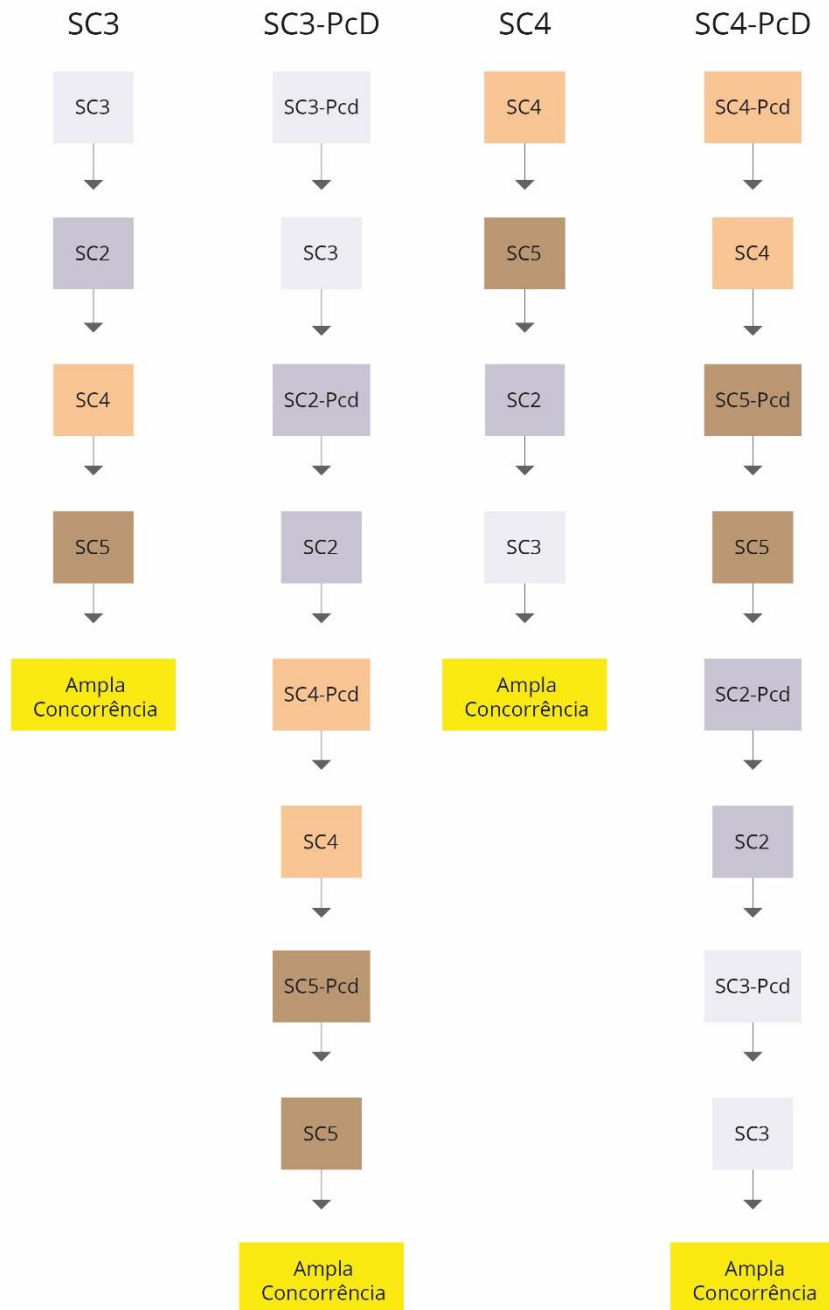 SC3
SC3
SC2
SC4
SC5
Ampla
Concorrência
SC3-PcD
SC3-Pcd
SC3
SC2-Pcd
SC2
SC4-Pcd
SC4
SC5-Pcd
SC5
Ampla
Concorrência
SC4
SC4
SC5
SC2
SC3
Ampla
Concorrência
SC4-PcD
SC4-Pcd
SC4
SC5-Pcd
SC5
SC2-Pcd
SC2
SC3-Pcd
SC3
Ampla
Concorrência